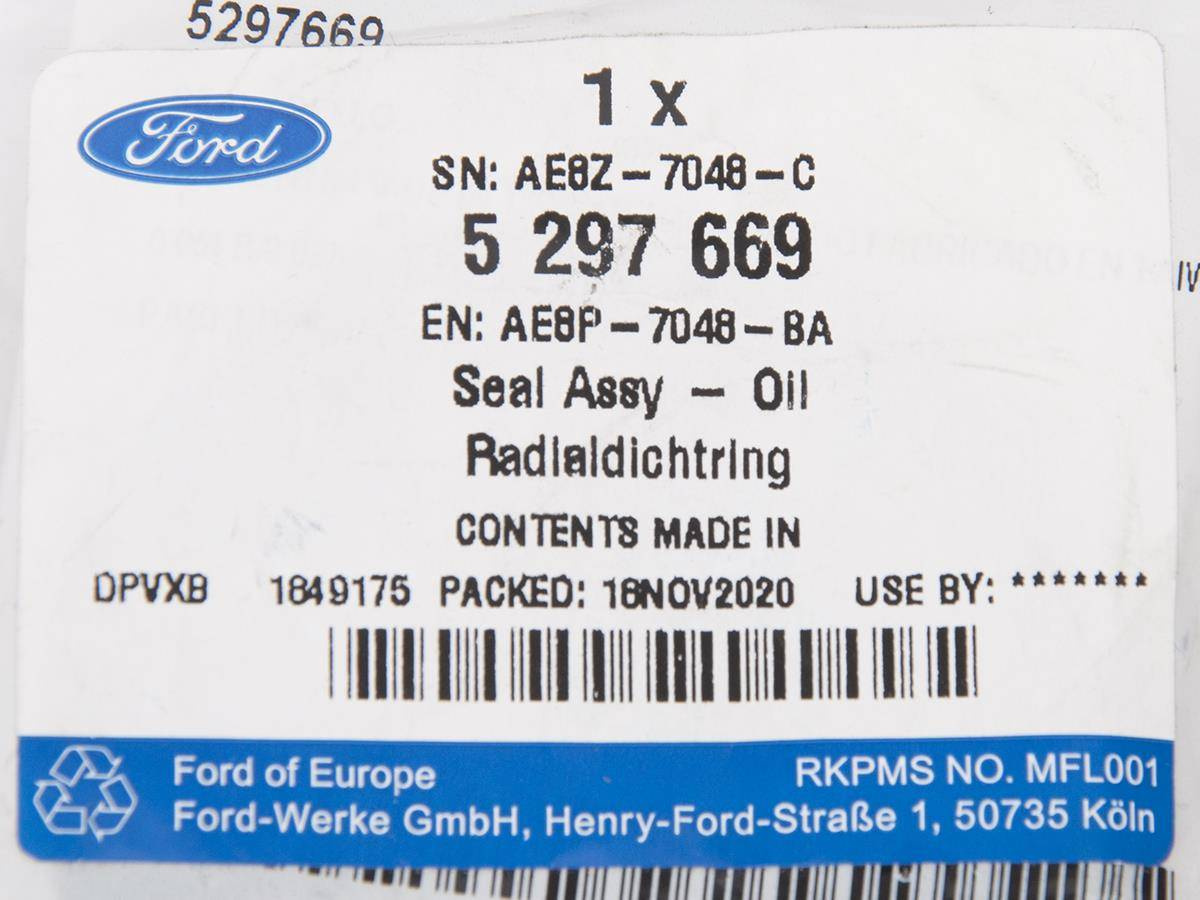 5297669
Ford
1 x
SN: AE8Z-7048-C
5 297 669
EN: AE8P-7048-BA
Seal Assy - Oil
Radialdichtring
CONTENTS MADE IN
DPVXB 1849175 PACKED: 18NOV2020 USE BY: *******
Ford of Europe
RKPMS NO. MFL001
Ford-Werke GmbH, Henry-Ford-Straße 1, 50735 Köln